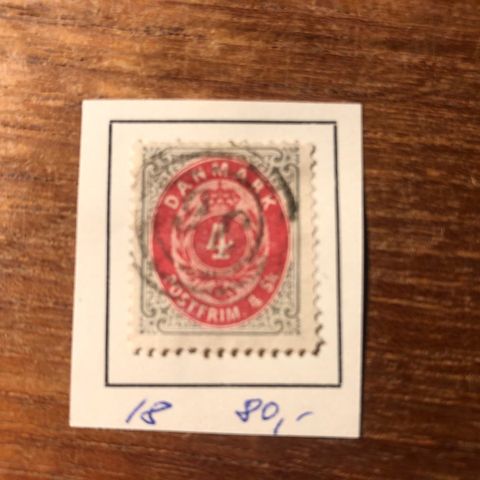 DANMARK
4
POSTFRIM. 4 SK.
18 80,-